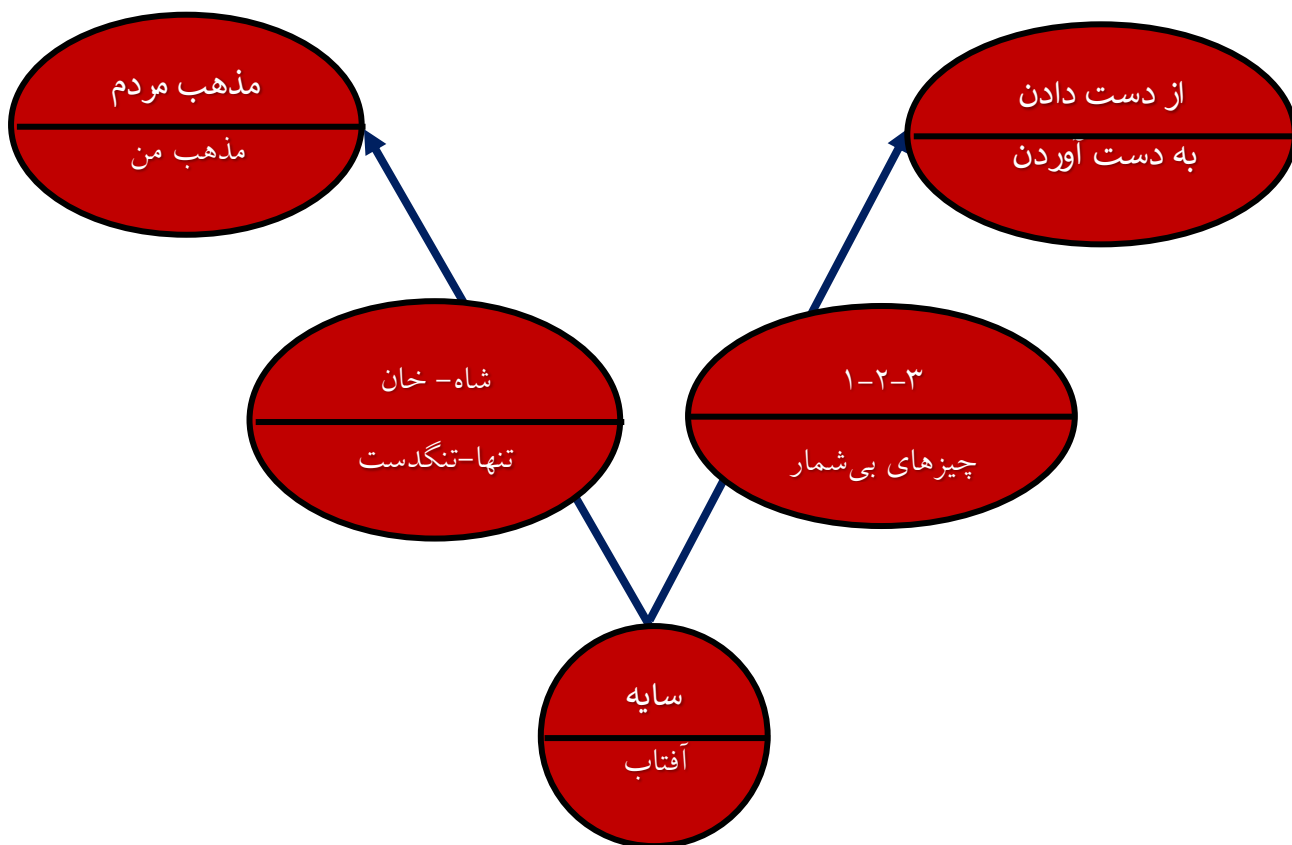 از دست دادن
به دست آوردن
مذهب مردم
مذهب من
۱-۲-۳
چیزهای بی‌شمار
شاه- خان
تنها-تنگدست
سایه
آفتاب